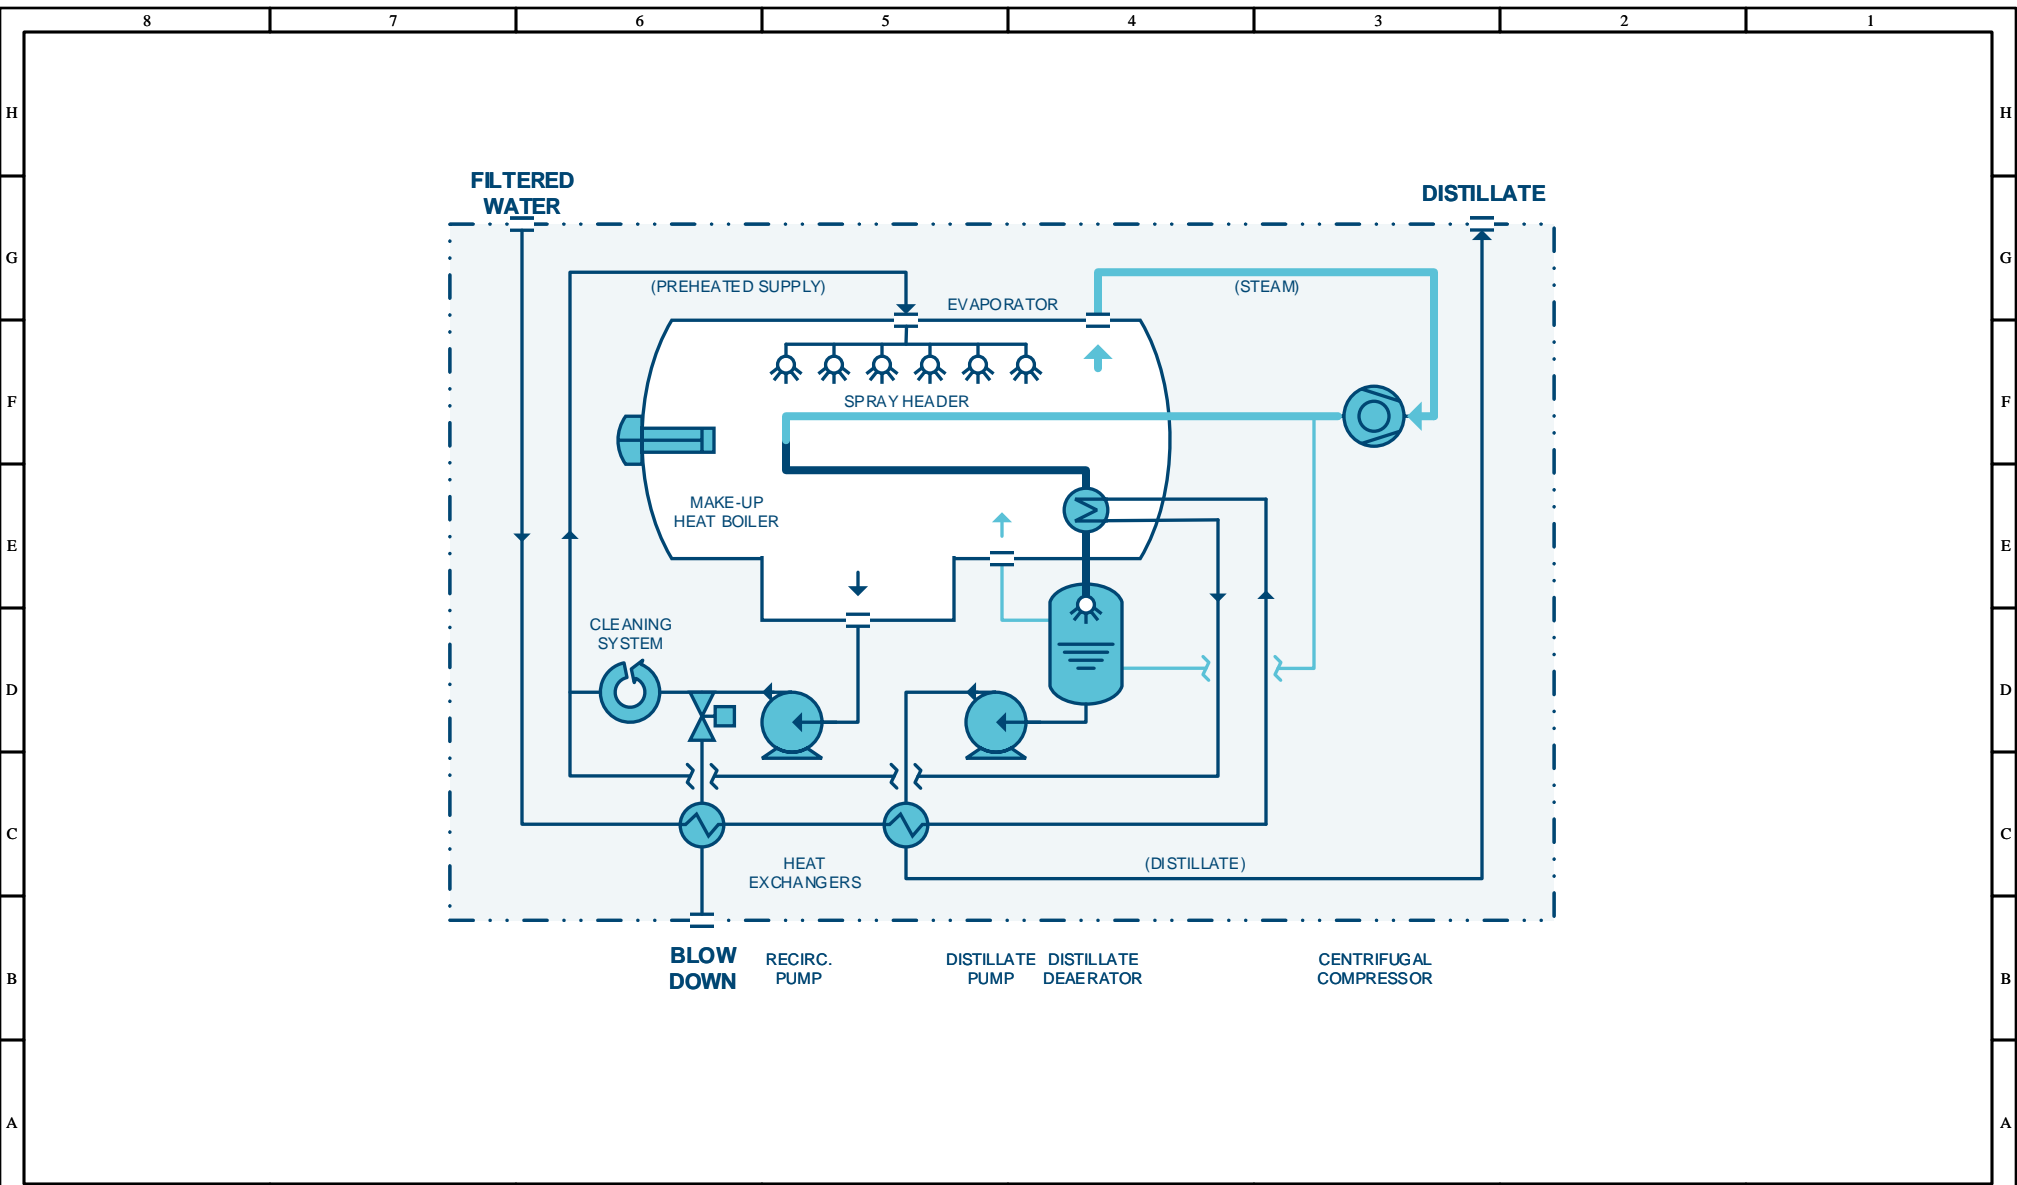 8 7 6 5 4 3 2 1
H H
FILTERED
WATER
DISTILLATE
G G
(PREHEATED SUPPLY)
(STEAM)
EVAPORATOR
F F
SPRAY HEADER
MAKE-UP
HEAT BOILER
E E
CLEANING
SYSTEM
D D
C C
HEAT
EXCHANGERS
(DISTILLATE)
BLOW
DOWN
RECIRC.
PUMP
DISTILLATE
PUMP
DISTILLATE
DEAERATOR
CENTRIFUGAL
COMPRESSOR
B B
A A